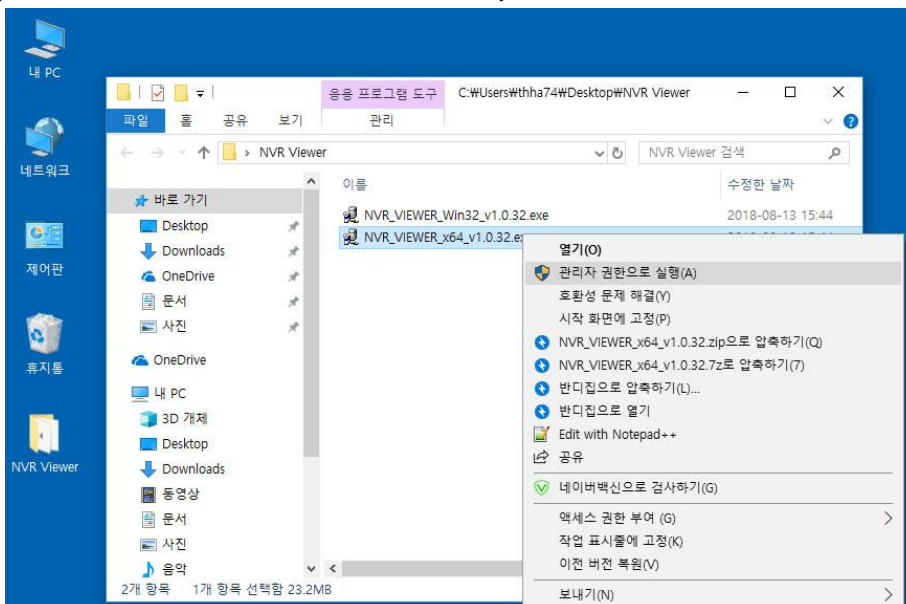 내 PC
네트워크
제어판
휴지통
NVR Viewer
응용 프로그램 도구
C:₩Users₩thha74₩Desktop₩NVR Viewer
파일
홈
공유
보기
관리
NVR Viewer
NVR Viewer 검색
이름
수정한 날짜
바로 가기
Desktop
Downloads
OneDrive
문서
사진
OneDrive
내 PC
3D 개체
Desktop
Downloads
동영상
문서
사진
음악
NVR_VIEWER_Win32_v1.0.32.exe
2018-08-13 15:44
NVR_VIEWER_x64_v1.0.32.e
열기(O)
관리자 권한으로 실행(A)
호환성 문제 해결(Y)
시작 화면에 고정(P)
NVR_VIEWER_x64_v1.0.32.zip으로 압축하기(Q)
NVR_VIEWER_x64_v1.0.32.7z로 압축하기(7)
반디집으로 압축하기(L)...
반디집으로 열기
Edit with Notepad++
공유
네이버백신으로 검사하기(G)
액세스 권한 부여 (G)
작업 표시줄에 고정(K)
이전 버전 복원(V)
보내기(N)
2개 항목
1개 항목 선택함 23.2MB